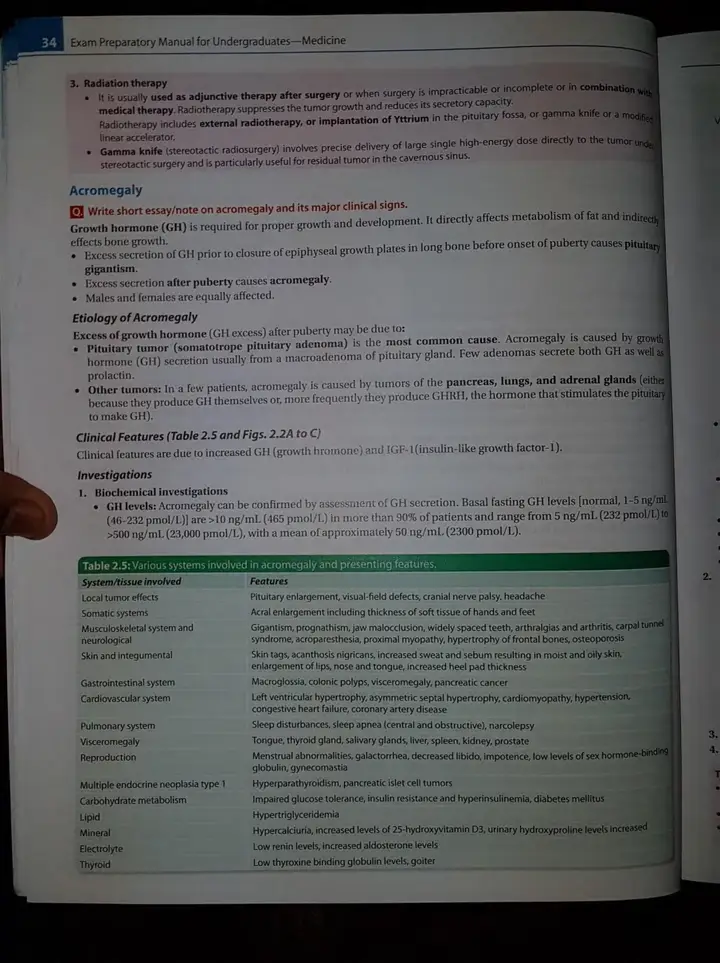 34 Exam Preparatory Manual for Undergraduates—Medicine
3. Radiation therapy
• It is usually used as adjunctive therapy after surgery or when surgery is impracticable or incomplete or in combination with
medical therapy. Radiotherapy suppresses the tumor growth and reduces its secretory capacity.
Radiotherapy includes external radiotherapy, or implantation of Yttrium in the pituitary fossa, or gamma knife or a modified
linear accelerator.
• Gamma knife (stereotactic radiosurgery) involves precise delivery of large single high-energy dose directly to the tumor under
stereotactic surgery and is particularly useful for residual tumor in the cavernous sinus.
Acromegaly
Q. Write short essay/note on acromegaly and its major clinical signs.
Growth hormone (GH) is required for proper growth and development. It directly affects metabolism of fat and indirectly
effects bone growth.
• Excess secretion of GH prior to closure of epiphyseal growth plates in long bone before onset of puberty causes pituitary
gigantism.
• Excess secretion after puberty causes acromegaly.
• Males and females are equally affected.
Etiology of Acromegaly
Excess of growth hormone (GH excess) after puberty may be due to:
• Pituitary tumor (somatotrope pituitary adenoma) is the most common cause. Acromegaly is caused by growth
hormone (GH) secretion usually from a macroadenoma of pituitary gland. Few adenomas secrete both GH as well as
prolactin.
• Other tumors: In a few patients, acromegaly is caused by tumors of the pancreas, lungs, and adrenal glands (either
because they produce GH themselves or, more frequently they produce GHRH, the hormone that stimulates the pituitary
to make GH).
Clinical Features (Table 2.5 and Figs. 2.2A to C)
Clinical features are due to increased GH (growth hromone) and IGF-1(insulin-like growth factor-1).
Investigations
1. Biochemical investigations
• GH levels: Acromegaly can be confirmed by assessment of GH secretion. Basal fasting GH levels [normal, 1-5 ng/mL
(46-232 pmol/L)] are >10 ng/mL (465 pmol/L) in more than 90% of patients and range from 5 ng/mL (232 pmol/L) to
>500 ng/mL (23,000 pmol/L), with a mean of approximately 50 ng/mL (2300 pmol/L).
Table 2.5: Various systems involved in acromegaly and presenting features.
System/tissue involved Features
Local tumor effects Pituitary enlargement, visual-field defects, cranial nerve palsy, headache
Somatic systems Acral enlargement including thickness of soft tissue of hands and feet
Musculoskeletal system and Gigantism, prognathism, jaw malocclusion, widely spaced teeth, arthralgias and arthritis, carpal tunnel
neurological syndrome, acroparesthesia, proximal myopathy, hypertrophy of frontal bones, osteoporosis
Skin and integumental Skin tags, acanthosis nigricans, increased sweat and sebum resulting in moist and oily skin,
enlargement of lips, nose and tongue, increased heel pad thickness
Gastrointestinal system Macroglossia, colonic polyps, visceromegaly, pancreatic cancer
Cardiovascular system Left ventricular hypertrophy, asymmetric septal hypertrophy, cardiomyopathy, hypertension,
congestive heart failure, coronary artery disease
Pulmonary system Sleep disturbances, sleep apnea (central and obstructive), narcolepsy
Visceromegaly Tongue, thyroid gland, salivary glands, liver, spleen, kidney, prostate
Reproduction Menstrual abnormalities, galactorrhea, decreased libido, impotence, low levels of sex hormone-binding
globulin, gynecomastia
Multiple endocrine neoplasia type 1 Hyperparathyroidism, pancreatic islet cell tumors
Carbohydrate metabolism Impaired glucose tolerance, insulin resistance and hyperinsulinemia, diabetes mellitus
Lipid Hypertriglyceridemia
Mineral Hypercalciuria, increased levels of 25-hydroxyvitamin D3, urinary hydroxyproline levels increased
Electrolyte Low renin levels, increased aldosterone levels
Thyroid Low thyroxine binding globulin levels, goiter
2.
3.
4.